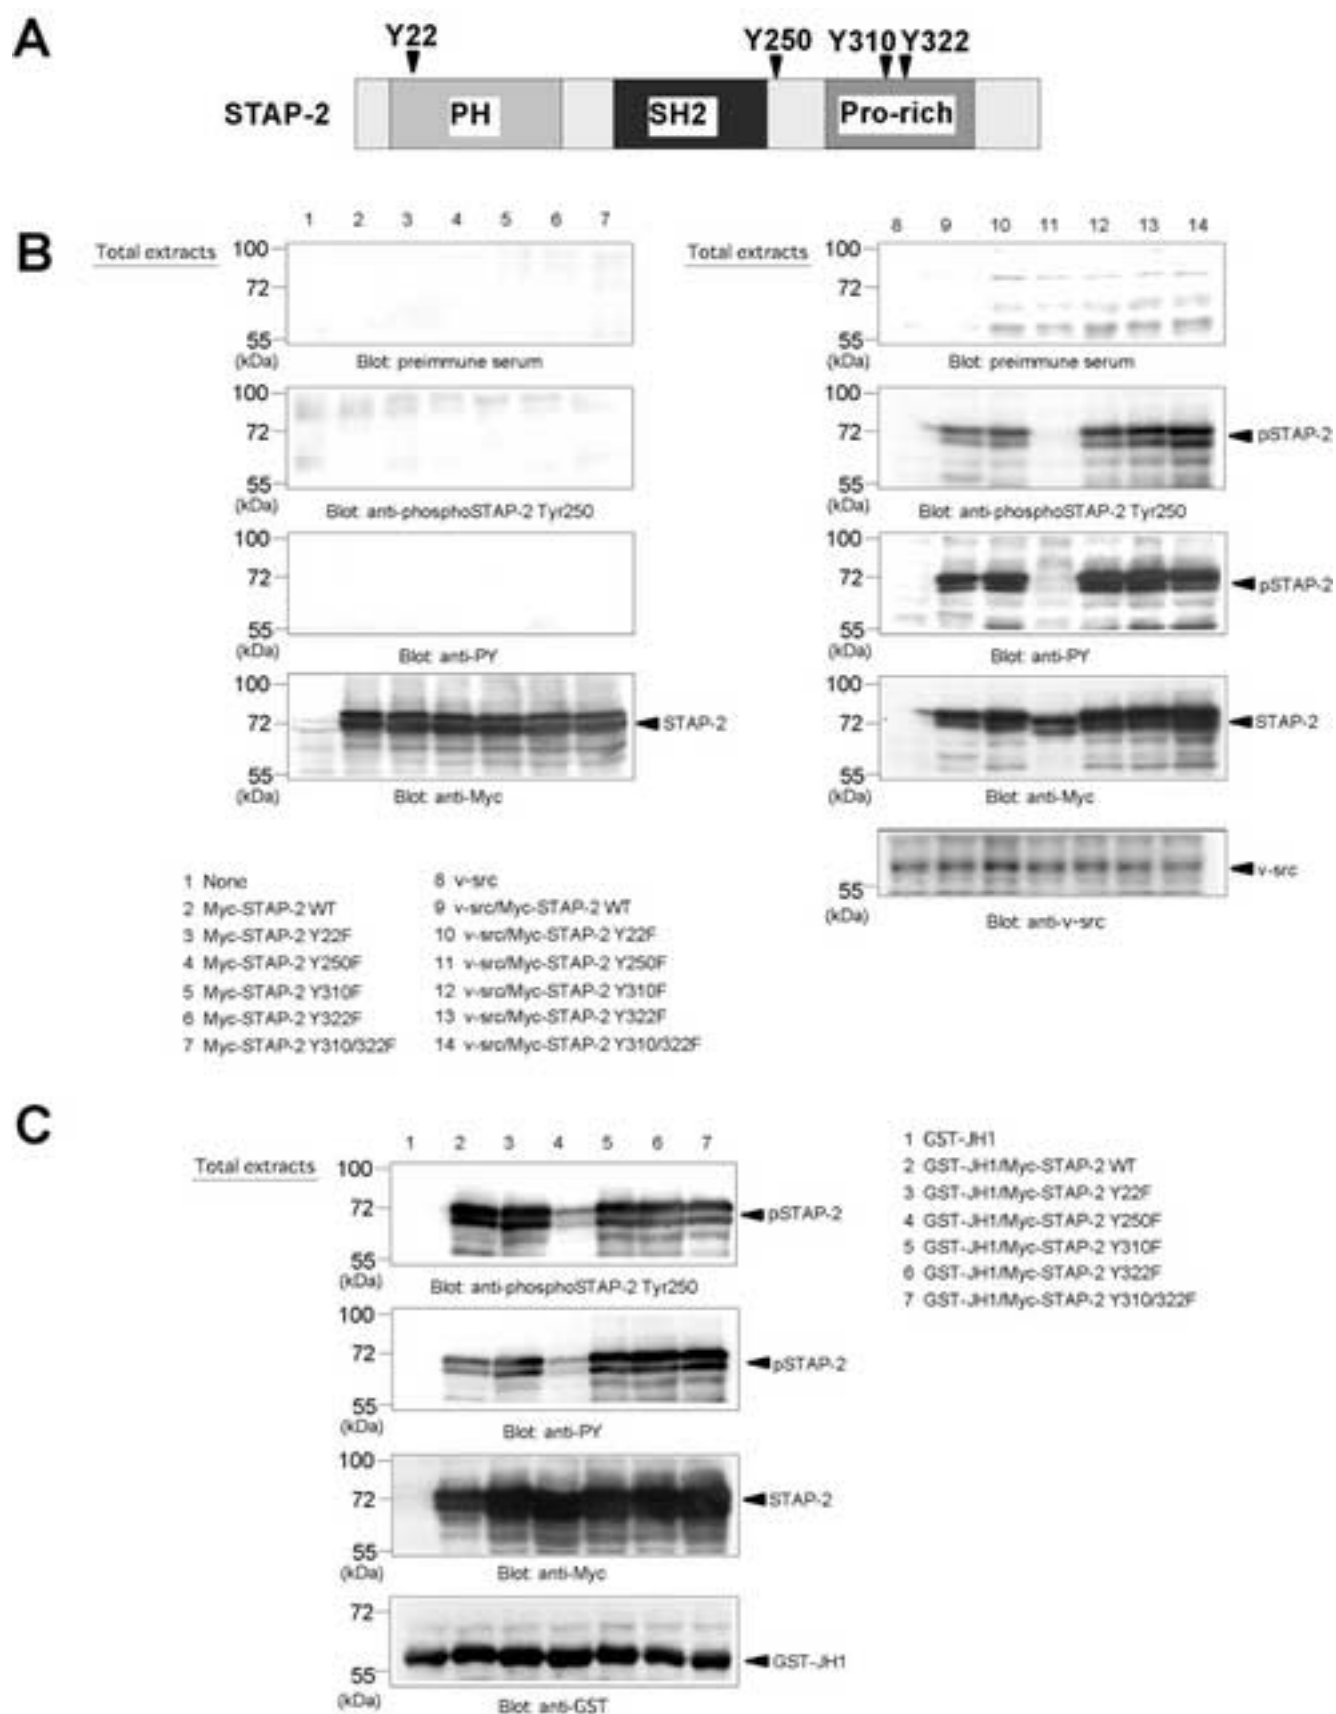 A
Y22 Y250 Y310 Y322
STAP-2 PH SH2 Pro-rich
B
1 2 3 4 5 6 7
Total extracts
100
72
55
(kDa)
Blot: preimmune serum
100
72
55
(kDa)
Blot: anti-phosphoSTAP-2 Tyr250
100
72
55
(kDa)
Blot: anti-PY
100
72
55
(kDa)
STAP-2
Blot: anti-Myc
8 9 10 11 12 13 14
Total extracts
100
72
55
(kDa)
Blot: preimmune serum
100
72
55
(kDa)
pSTAP-2
Blot: anti-phosphoSTAP-2 Tyr250
100
72
55
(kDa)
pSTAP-2
Blot: anti-PY
100
72
55
(kDa)
STAP-2
Blot: anti-Myc
55
(kDa)
v-src
Blot: anti-v-src
1 None
2 Myc-STAP-2 WT
3 Myc-STAP-2 Y22F
4 Myc-STAP-2 Y250F
5 Myc-STAP-2 Y310F
6 Myc-STAP-2 Y322F
7 Myc-STAP-2 Y310/322F
8 v-src
9 v-src/Myc-STAP-2 WT
10 v-src/Myc-STAP-2 Y22F
11 v-src/Myc-STAP-2 Y250F
12 v-src/Myc-STAP-2 Y310F
13 v-src/Myc-STAP-2 Y322F
14 v-src/Myc-STAP-2 Y310/322F
C
1 2 3 4 5 6 7
Total extracts
100
72
55
(kDa)
pSTAP-2
Blot: anti-phosphoSTAP-2 Tyr250
100
72
55
(kDa)
pSTAP-2
Blot: anti-PY
100
72
55
(kDa)
STAP-2
Blot: anti-Myc
72
55
(kDa)
GST-JH1
Blot: anti-GST
1 GST-JH1
2 GST-JH1/Myc-STAP-2 WT
3 GST-JH1/Myc-STAP-2 Y22F
4 GST-JH1/Myc-STAP-2 Y250F
5 GST-JH1/Myc-STAP-2 Y310F
6 GST-JH1/Myc-STAP-2 Y322F
7 GST-JH1/Myc-STAP-2 Y310/322F